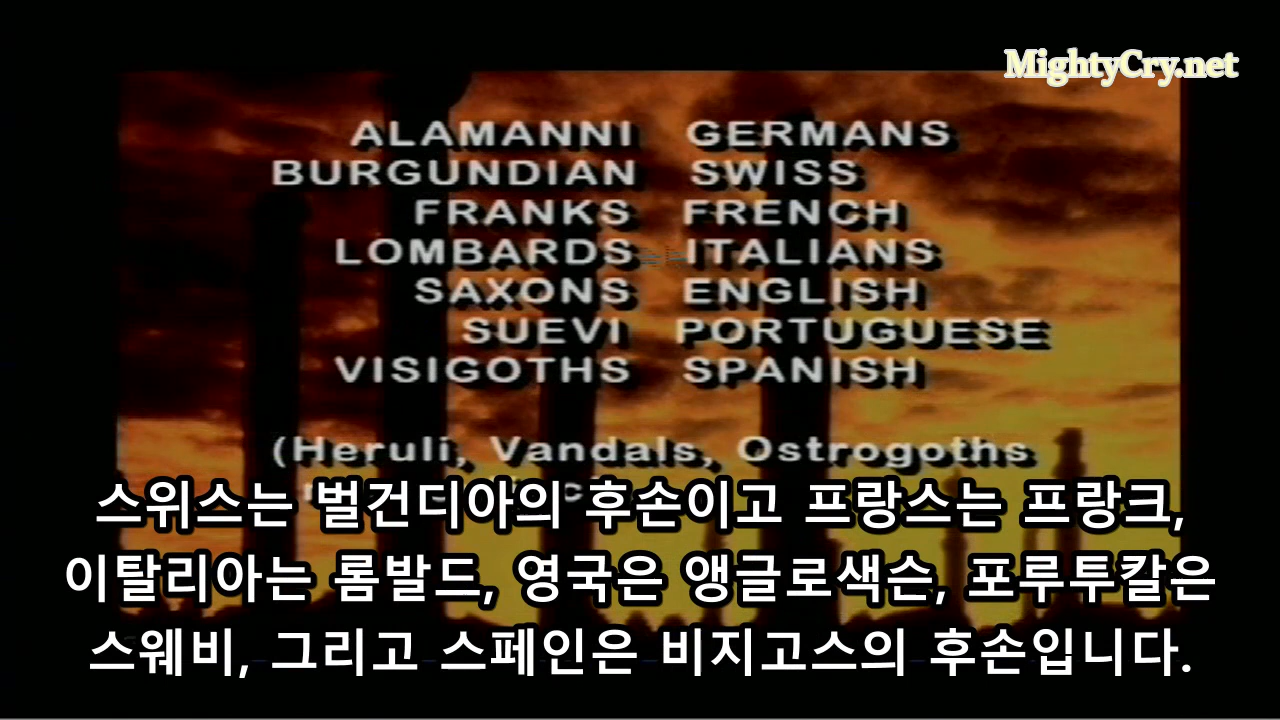 MightyCry.net
ALAMANNI GERMANS
BURGUNDIAN SWISS
FRANKS FRENCH
LOMBARDS ITALIANS
SAXONS ENGLISH
SUEVI PORTUGUESE
VISIGOTHS SPANISH
(Heruli, Vandals, Ostrogoths
스위스는 벌건디아의 후손이고 프랑스는 프랑크,
이탈리아는 롬발드, 영국은 앵글로색슨, 포루투칼은
스웨비, 그리고 스페인은 비지고스의 후손입니다.